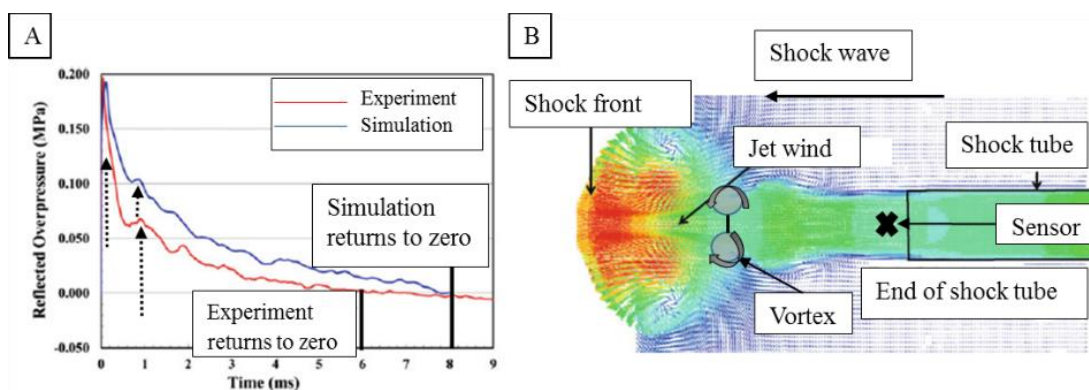 A
Reflected Overpressure (MPa)
0.200
0.150
0.100
0.050
0.000
-0.050
Experiment
Simulation
Simulation
returns to zero
Experiment
returns to zero
0 1 2 3 4 5 6 7 8 9
Time (ms)
B
Shock wave
Shock front
Jet wind
Shock tube
Sensor
End of shock tube
Vortex